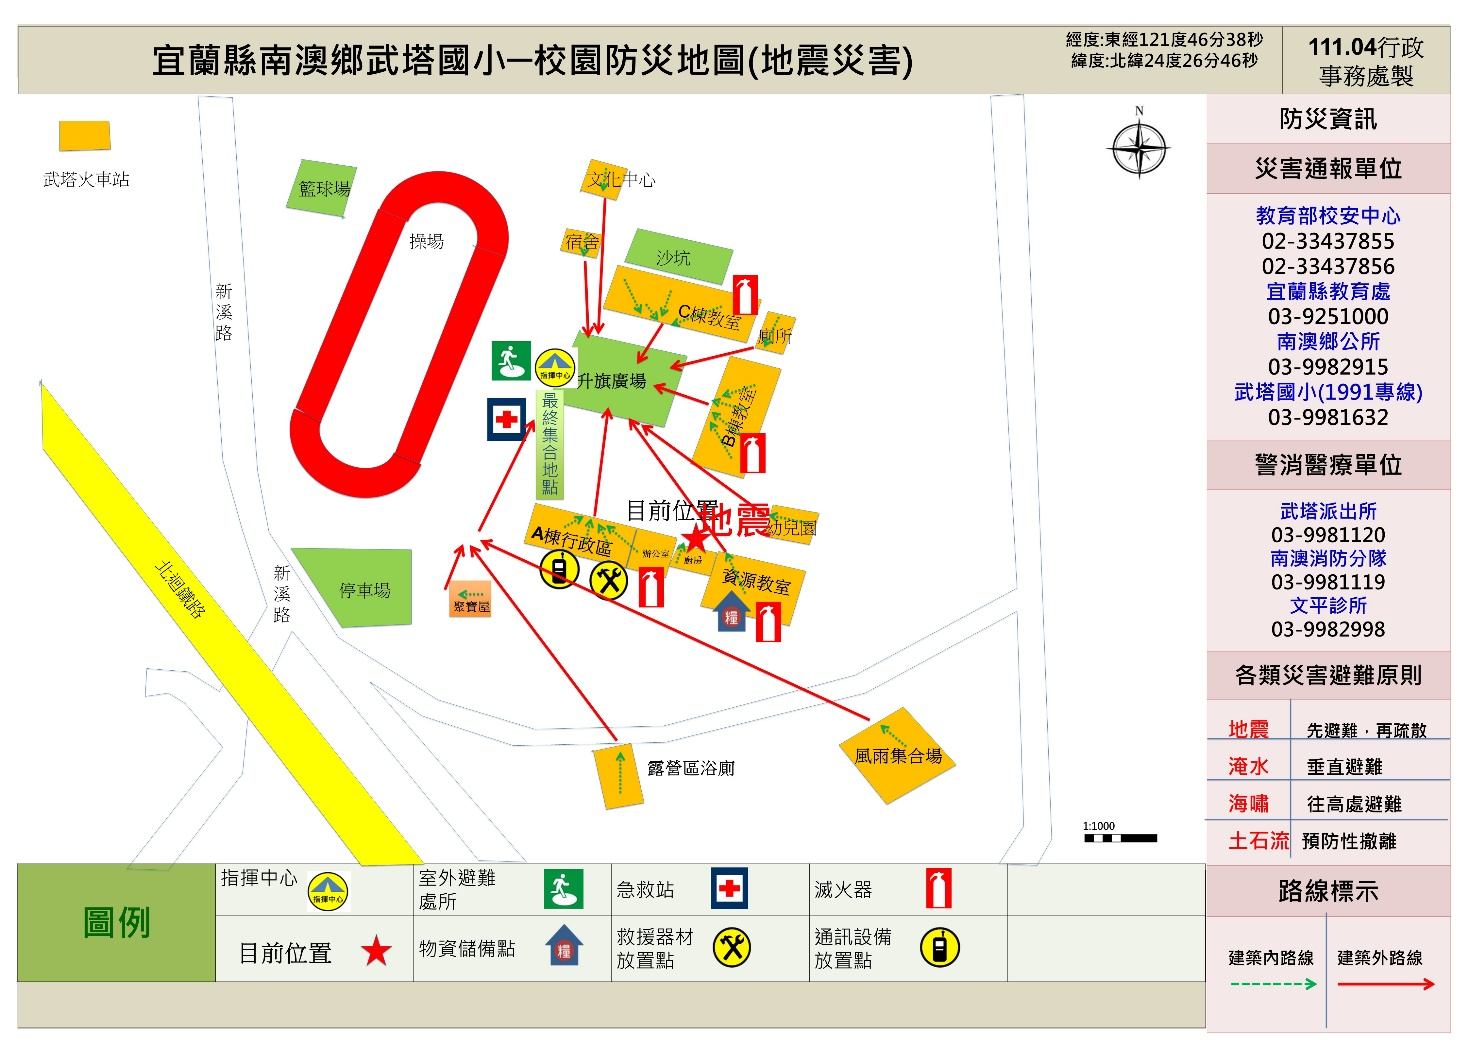 宜蘭縣南澳鄉武塔國小─校園防災地圖(地震災害)
經度:東經121度46分38秒
緯度:北緯24度26分46秒
111.04行政
事務處製
武塔火車站
籃球場
操場
新溪路
文化中心
宿舍
沙坑
C棟教室
廁所
指揮中心
升旗廣場
最終集合地點
B棟教室
目前位置
地震
幼兒園
A棟行政區
辦公室
廚房
資源教室
糧
聚寶屋
停車場
新溪路
北迴鐵路
露營區浴廁
風雨集合場
N
1:1000
防災資訊
災害通報單位
教育部校安中心
02-33437855
02-33437856
宜蘭縣教育處
03-9251000
南澳鄉公所
03-9982915
武塔國小(1991專線)
03-9981632
警消醫療單位
武塔派出所
03-9981120
南澳消防分隊
03-9981119
文平診所
03-9982998
各類災害避難原則
地震 先避難，再疏散
淹水 垂直避難
海嘯 往高處避難
土石流 預防性撤離
路線標示
建築內路線 建築外路線
圖例
指揮中心
指揮中心
室外避難
處所
急救站
滅火器
目前位置
物資儲備點
糧
救援器材
放置點
通訊設備
放置點